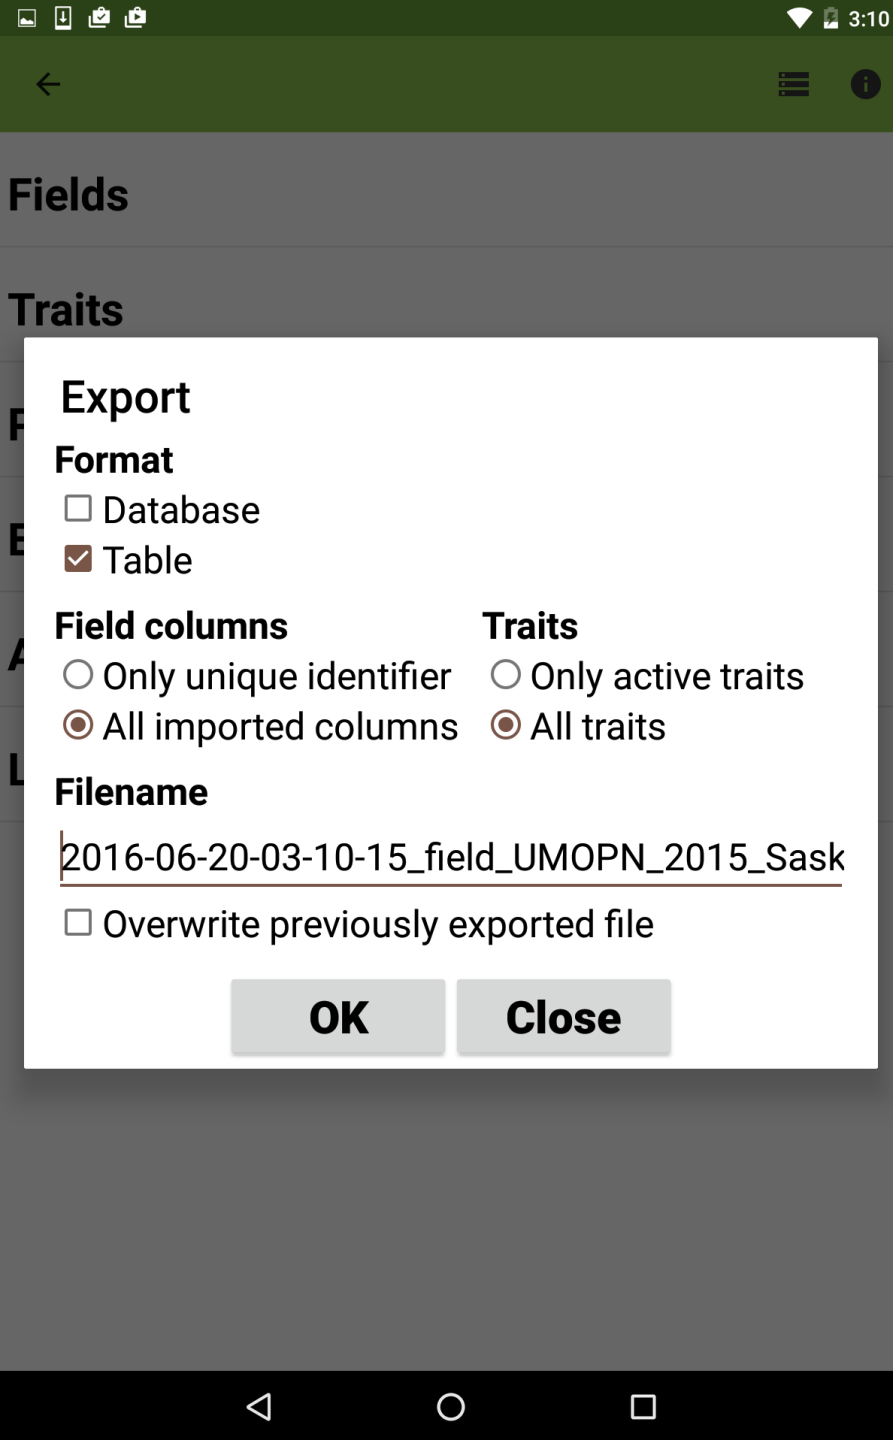 3:10
Fields
Traits
Export
Format
Database
Table
Field columns
Traits
Only unique identifier
Only active traits
All imported columns
All traits
Filename
2016-06-20-03-10-15_field_UMOPN_2015_Sask
Overwrite previously exported file
OK
Close